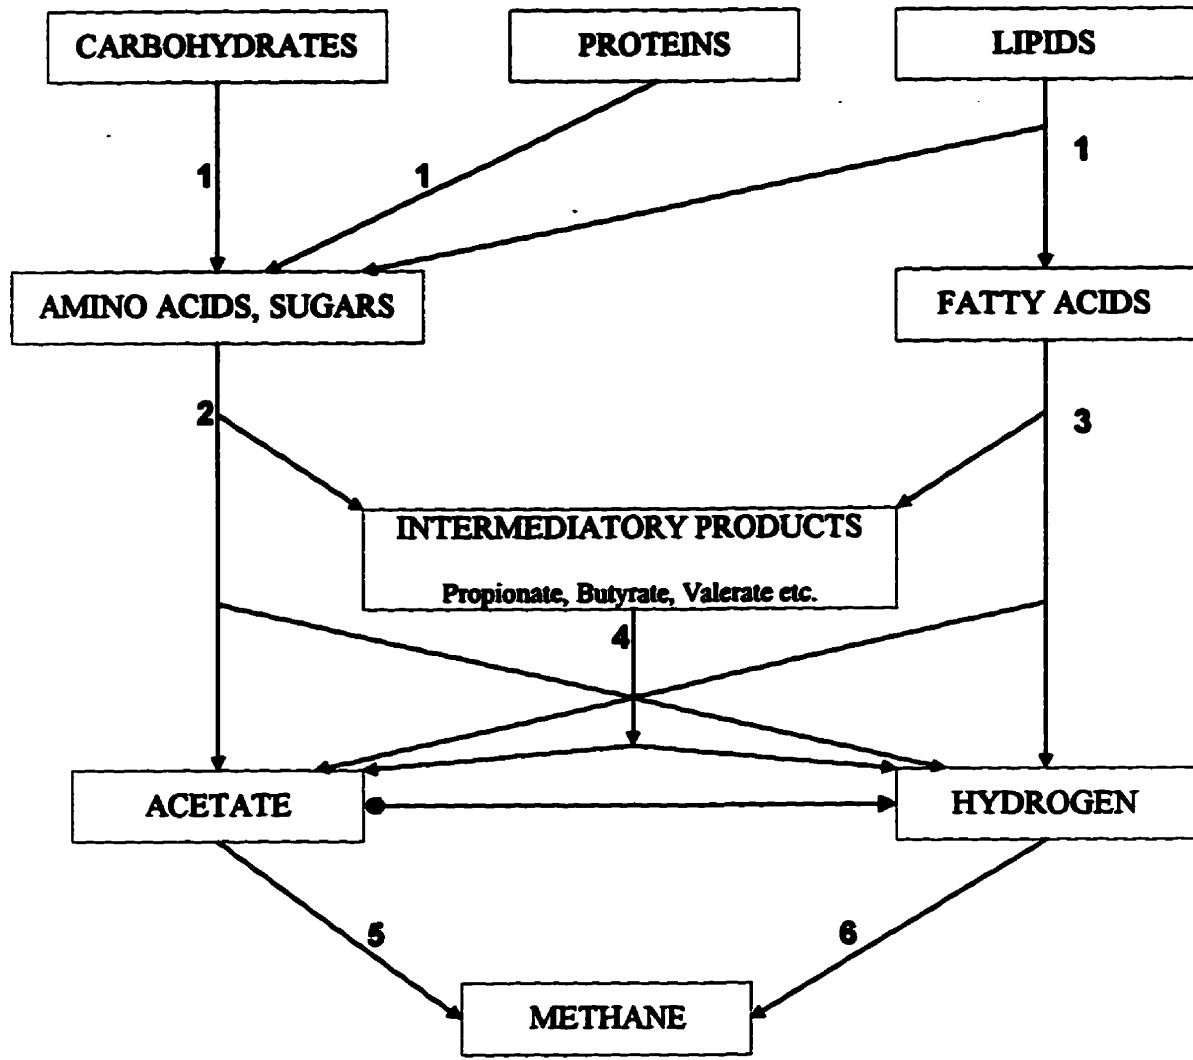 CARBOHYDRATES
PROTEINS
LIPIDS
1
1
1
AMINO ACIDS, SUGARS
FATTY ACIDS
2
3
INTERMEDIATORY PRODUCTS
Propionate, Butyrate, Valerate etc.
4
ACETATE
HYDROGEN
5
6
METHANE